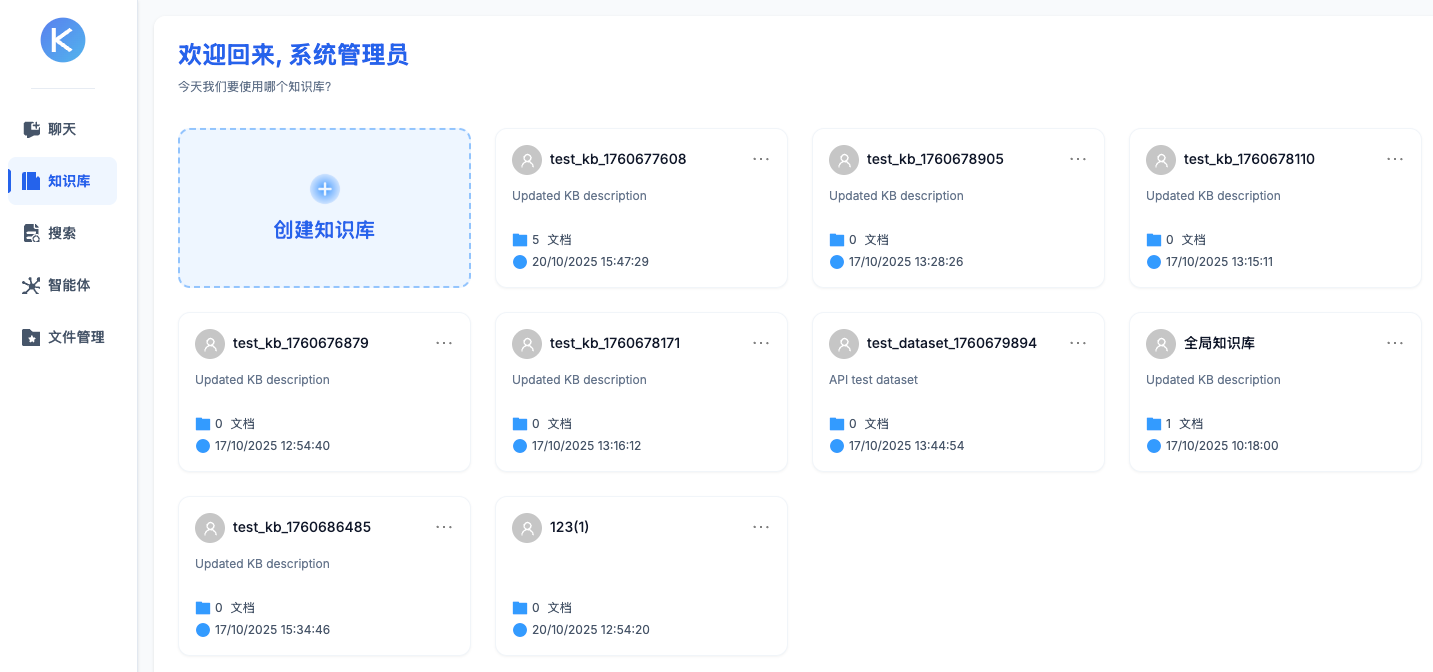 K
聊天
知识库
搜索
智能体
文件管理
欢迎回来, 系统管理员
今天我们要使用哪个知识库?
创建知识库
test_kb_1760677608
Updated KB description
5 文档
20/10/2025 15:47:29
test_kb_1760678905
Updated KB description
0 文档
17/10/2025 13:28:26
test_kb_1760678110
Updated KB description
0 文档
17/10/2025 13:15:11
test_kb_1760676879
Updated KB description
0 文档
17/10/2025 12:54:40
test_kb_1760678171
Updated KB description
0 文档
17/10/2025 13:16:12
test_dataset_1760679894
API test dataset
0 文档
17/10/2025 13:44:54
全局知识库
Updated KB description
1 文档
17/10/2025 10:18:00
test_kb_1760686485
Updated KB description
0 文档
17/10/2025 15:34:46
123(1)
0 文档
20/10/2025 12:54:20